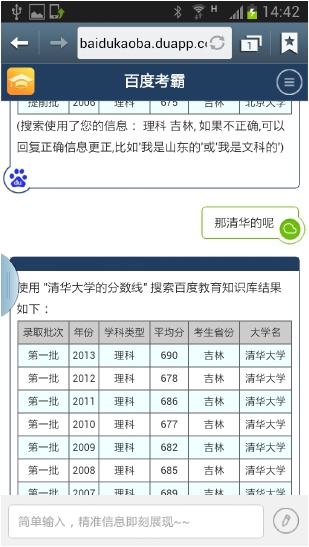 H 14:42
baidukaoba.duapp.c
1
百度考霸
提前批 2006 理科 675 吉林 北京大学
(搜索使用了您的信息 : 理科 吉林, 如果不正确,可以
回复正确信息更正,比如'我是山东的'或'我是文科的')
du
那清华的呢
使用 "清华大学的分数线" 搜索百度教育知识库结果
如下 :
录取批次 年份 学科类型 平均分 考生省份 大学名
第一批 2013 理科 690 吉林 清华大学
第一批 2012 理科 678 吉林 清华大学
第一批 2011 理科 686 吉林 清华大学
第一批 2010 理科 677 吉林 清华大学
第一批 2009 理科 682 吉林 清华大学
第一批 2008 理科 685 吉林 清华大学
第一批 2007 理科 689 吉林 清华大学
简单输入，精准信息即刻展现~~